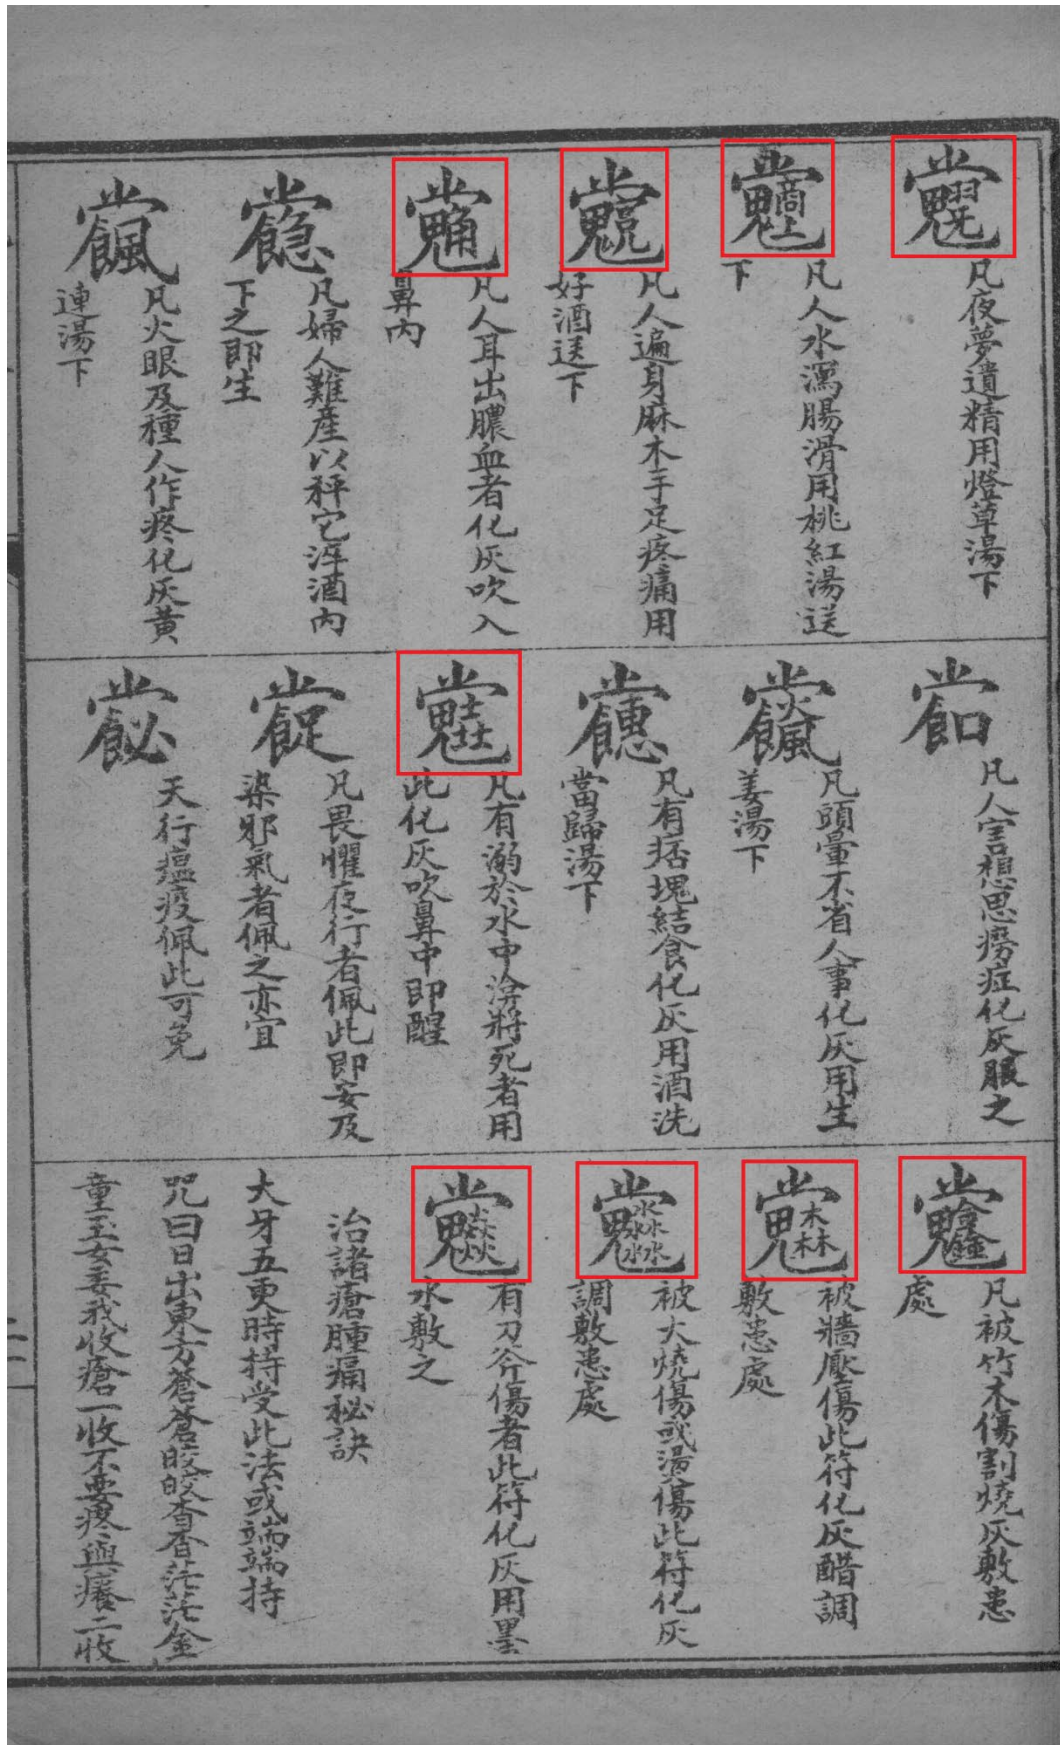 凡夜夢遺精用燈草湯下
凡人水瀉腸滑用桃紅湯送
下
凡人遍身麻木手足疼痛用
好酒送下
凡人耳出膿血者化灰吹入
鼻內
凡婦人難產以秤它淬酒內
下之即生
凡火眼及種人作疼化灰黃
連湯下
凡人害想思癆症化灰服之
凡頭暈不省人事化灰用生
姜湯下
凡有痞塊結食化灰用酒洗
當歸湯下
凡有溺於水中淹將死者用
此化灰吹鼻中即醒
凡畏懼夜行者佩此即安及
染邪氣者佩之亦宜
天行瘟疫佩此可免
凡被竹木傷割燒灰敷患
處
被牆壓傷此符化灰醋調
敷患處
被火燒傷或湯傷此符化灰
調敷患處
有刀斧傷者此符化灰用墨
水敷之
治諸瘡腫痛秘訣
大牙五更時持受此法或端端持
咒曰日出東方蒼蒼皎皎杳杳茫茫金
童玉女委我收瘡一收不要疼與癢二收